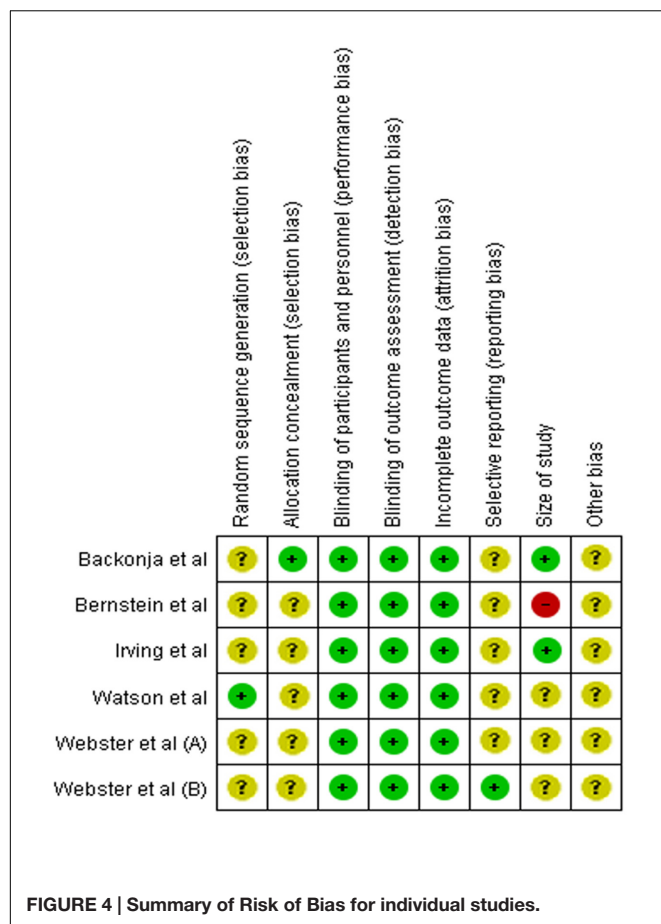 Random sequence generation (selection bias)
Allocation concealment (selection bias)
Blinding of participants and personnel (performance bias)
Blinding of outcome assessment (detection bias)
Incomplete outcome data (attrition bias)
Selective reporting (reporting bias)
Size of study
Other bias
Backonja et al ? + + + + ? + ?
Bernstein et al ? ? + + + ? - ?
Irving et al ? ? + + + ? + ?
Watson et al + ? + + + ? ? ?
Webster et al (A) ? ? + + + ? ? ?
Webster et al (B) ? ? + + + + ? ?
FIGURE 4 | Summary of Risk of Bias for individual studies.